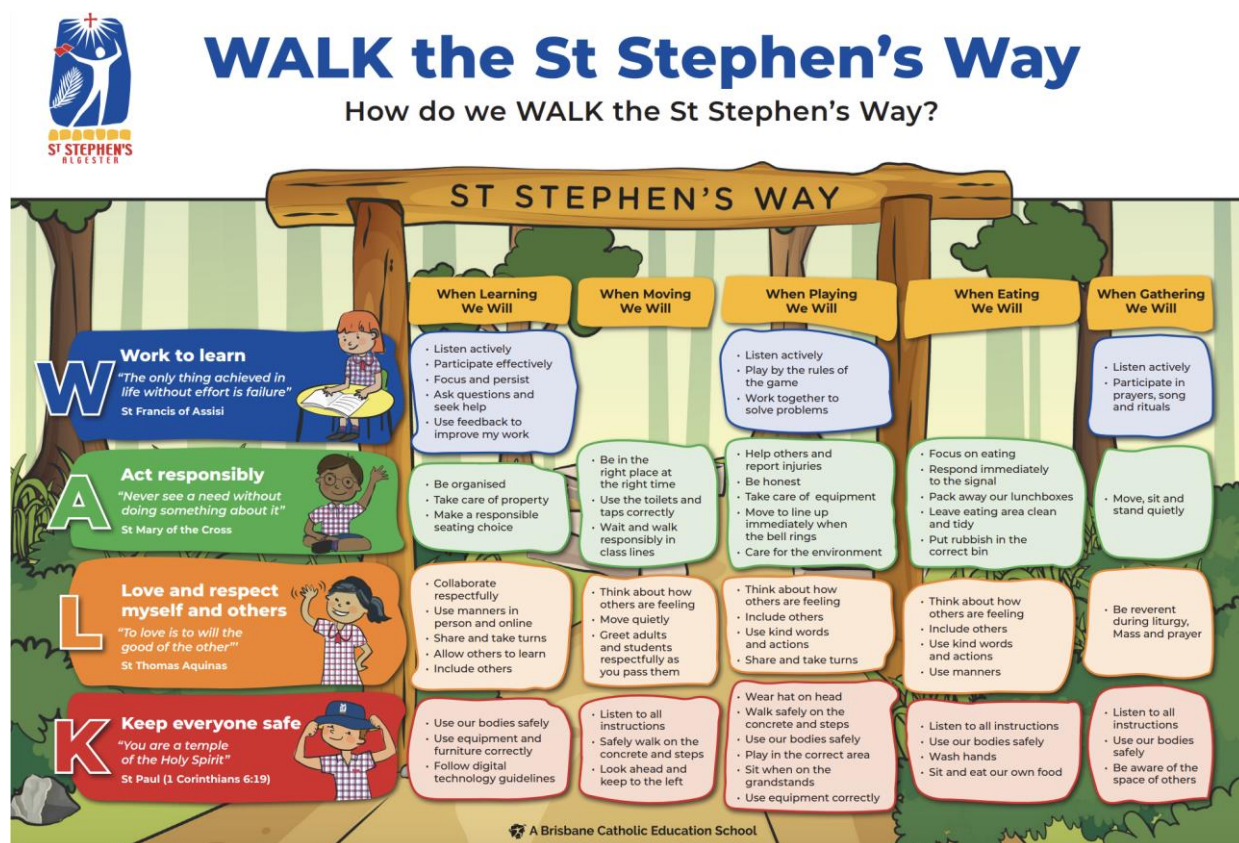 WALK the St Stephen's Way
How do we WALK the St Stephen's Way?
ST STEPHEN'S
ALGESTER
ST STEPHEN'S WAY
When Learning
We Will
When Moving
We Will
When Playing
We Will
When Eating
We Will
When Gathering
We Will
W
Work to learn
"The only thing achieved in
life without effort is failure"
St Francis of Assisi
• Listen actively
• Participate effectively
• Focus and persist
• Ask questions and
seek help
• Use feedback to
improve my work
• Listen actively
• Play by the rules of
the game
• Work together to
solve problems
• Listen actively
• Participate in
prayers, song
and rituals
A
Act responsibly
"Never see a need without
doing something about it"
St Mary of the Cross
• Be organised
• Take care of property
• Make a responsible
seating choice
• Be in the
right place at
the right time
• Use the toilets and
taps correctly
• Wait and walk
responsibly in
class lines
• Help others and
report injuries
• Be honest
• Take care of equipment
• Move to line up
immediately when
the bell rings
• Care for the environment
• Focus on eating
• Respond immediately
to the signal
• Pack away our lunchboxes
• Leave eating area clean
and tidy
• Put rubbish in the
correct bin
• Move, sit and
stand quietly
L
Love and respect
myself and others
"To love is to will the
good of the other"'
St Thomas Aquinas
• Collaborate
respectfully
• Use manners in
person and online
• Share and take turns
• Allow others to learn
• Include others
• Think about how
others are feeling
• Move quietly
• Greet adults
and students
respectfully as
you pass them
• Think about how
others are feeling
• Include others
• Use kind words
and actions
• Share and take turns
• Think about how
others are feeling
• Include others
• Use kind words
and actions
• Use manners
• Be reverent
during liturgy,
Mass and prayer
K
Keep everyone safe
"You are a temple
of the Holy Spirit"
St Paul (1 Corinthians 6:19)
• Use our bodies safely
• Use equipment and
furniture correctly
• Follow digital
technology guidelines
• Listen to all
instructions
• Safely walk on the
concrete and steps
• Look ahead and
keep to the left
• Wear hat on head
• Walk safely on the
concrete and steps
• Use our bodies safely
• Play in the correct area
• Sit when on the
grandstands
• Use equipment correctly
• Listen to all instructions
• Use our bodies safely
• Wash hands
• Sit and eat our own food
• Listen to all
instructions
• Use our bodies
safely
• Be aware of the
space of others
A Brisbane Catholic Education School